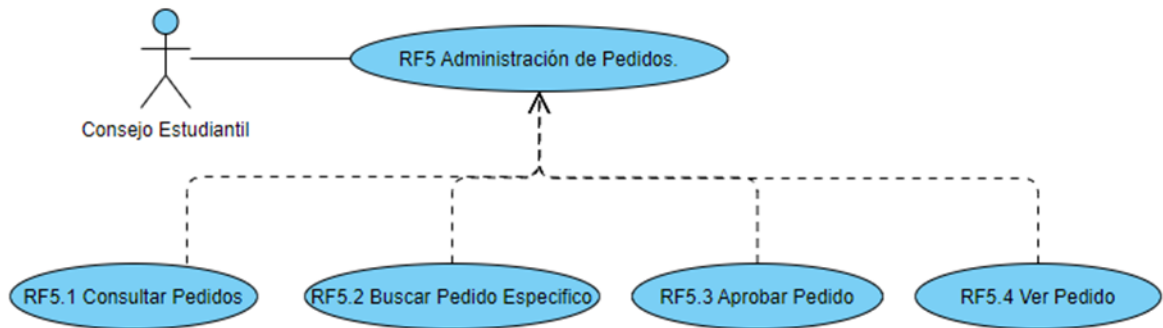 RF5 Administración de Pedidos.
Consejo Estudiantil
RF5.1 Consultar Pedidos
RF5.2 Buscar Pedido Especifico
RF5.3 Aprobar Pedido
RF5.4 Ver Pedido